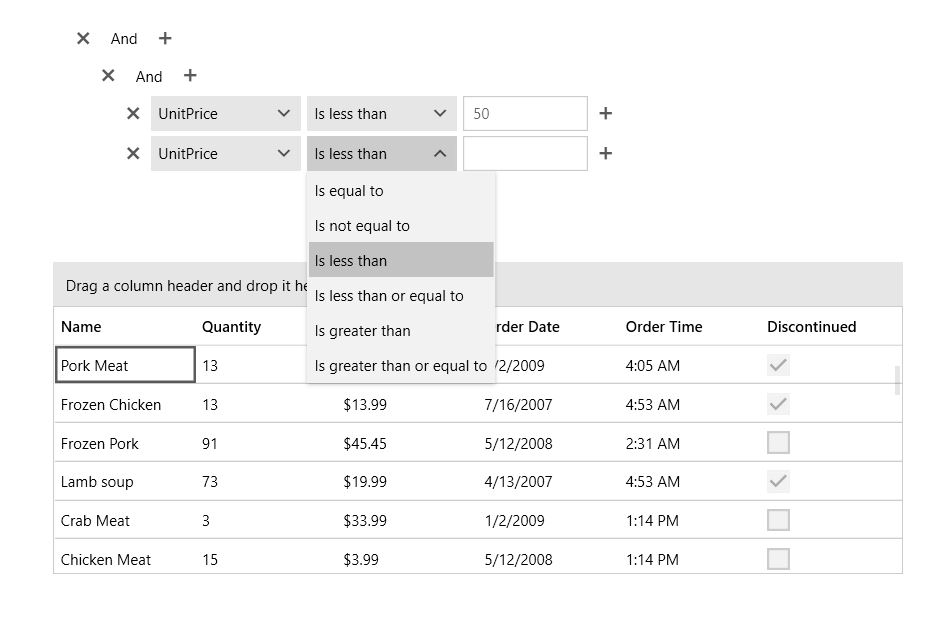 And
And
UnitPrice Is less than 50
UnitPrice Is less than
Is equal to
Is not equal to
Is less than
Is less than or equal to
Is greater than
Is greater than or equal to
Drag a column header and drop it he
Name Quantity rder Date Order Time Discontinued
Pork Meat 13 /2/2009 4:05 AM
Frozen Chicken 13 $13.99 7/16/2007 4:53 AM
Frozen Pork 91 $45.45 5/12/2008 2:31 AM
Lamb soup 73 $19.99 4/13/2007 4:53 AM
Crab Meat 3 $33.99 1/2/2009 1:14 PM
Chicken Meat 15 $3.99 5/12/2008 1:14 PM